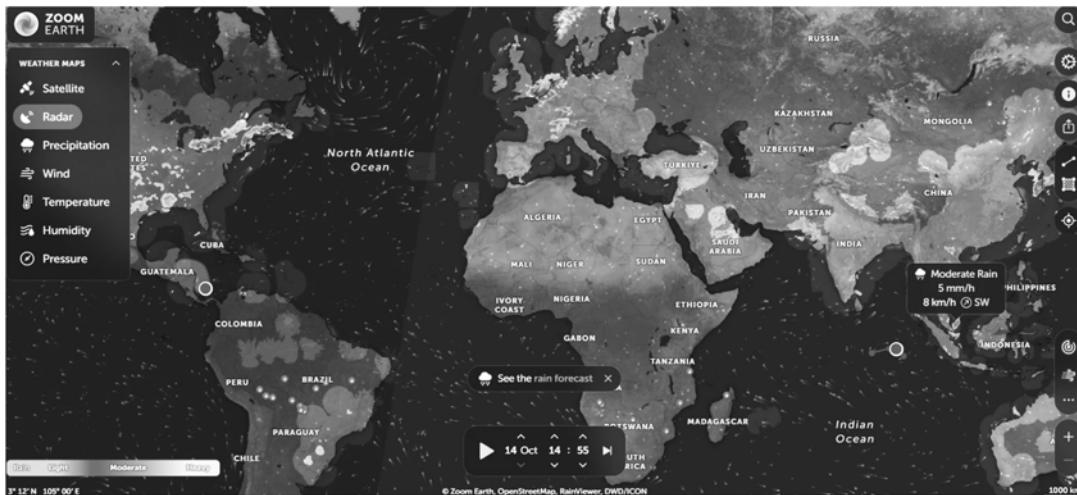 ZOOM
EARTH
WEATHER MAPS
Satellite
Radar
Precipitation
Wind
Temperature
Humidity
Pressure
North Atlantic
Ocean
CUBA
GUATEMALA
COLOMBIA
PERU
BRAZIL
PARAGUAY
CHILE
RUSSIA
KAZAKHSTAN
MONGOLIA
UZBEKISTAN
TÜRKIYE
CHINA
IRAN
PAKISTAN
ALGERIA
EGYPT
SAUDI
ARABIA
INDIA
MALI
NIGER
SUDAN
Moderate Rain
5 mm/h
8 km/h SW
PHILIPPINES
IVORY
COAST
NIGERIA
ETHIOPIA
GABON
KENYA
INDONESIA
TANZANIA
See the rain forecast
BOTSWANA
MADAGASCAR
Indian
Ocean
14 Oct 14 : 55
Rain Light Moderate Heavy
3° 12' N 105° 00' E
© Zoom Earth, OpenStreetMap, RainViewer, DWD/ICON
1000 km